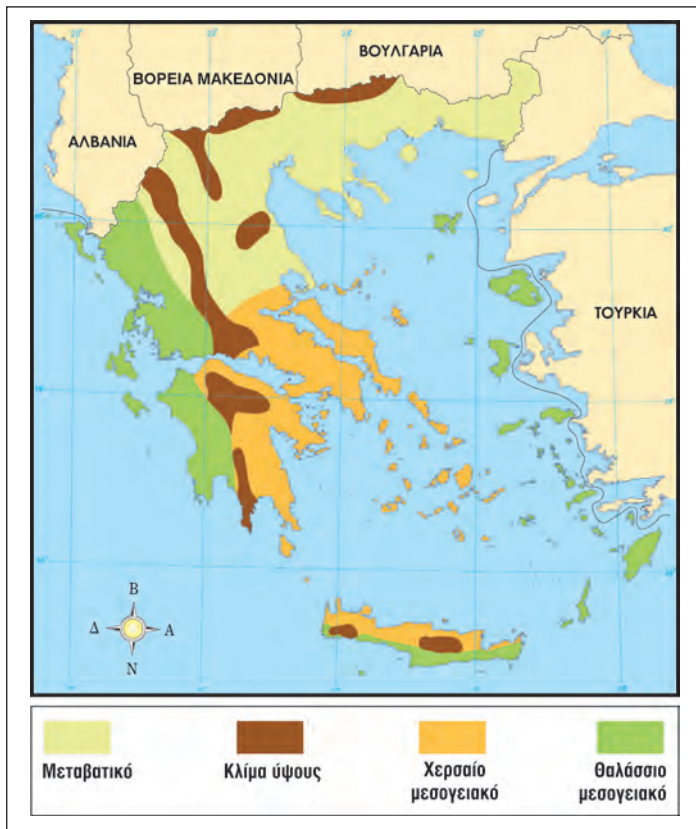 ΒΟΥΛΓΑΡΙΑ
ΒΟΡΕΙΑ ΜΑΚΕΔΟΝΙΑ
ΑΛΒΑΝΙΑ
ΤΟΥΡΚΙΑ
Β
Δ Α
Ν
Μεταβατικό
Κλίμα ύψους
Χερσαίο
μεσογειακό
Θαλάσσιο
μεσογειακό